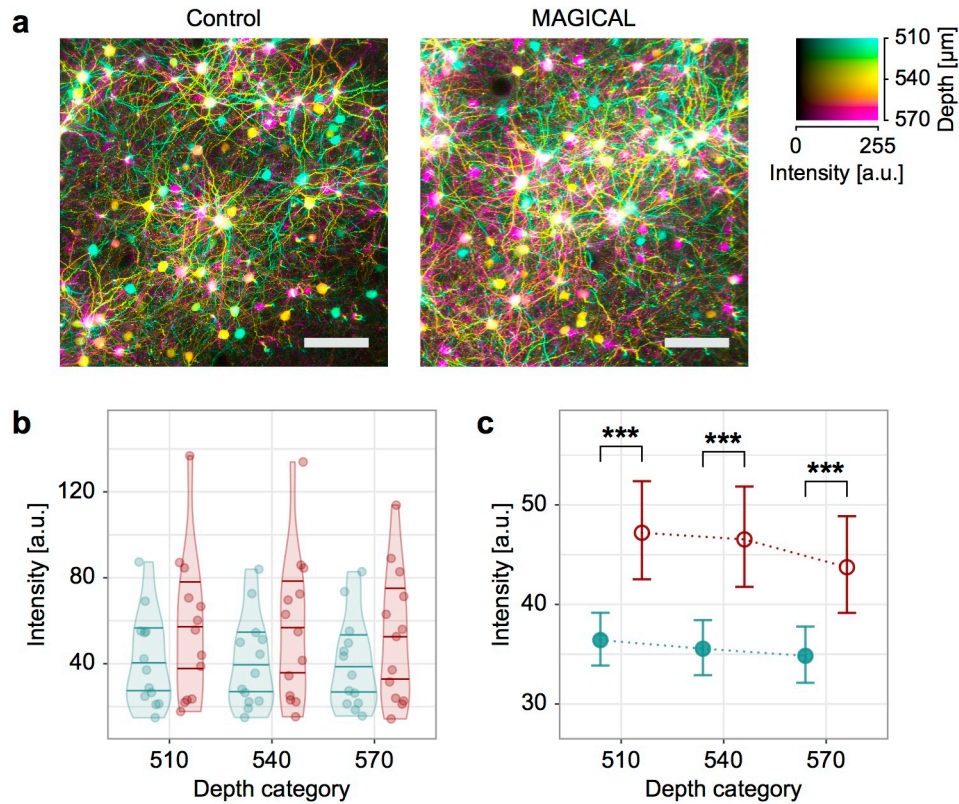 a
Control
MAGICAL
510
540
570
Depth [µm]
0
255
Intensity [a.u.]
b
Intensity [a.u.]
120
80
40
510
540
570
Depth category
c
Intensity [a.u.]
50
40
30
***
***
***
510
540
570
Depth category